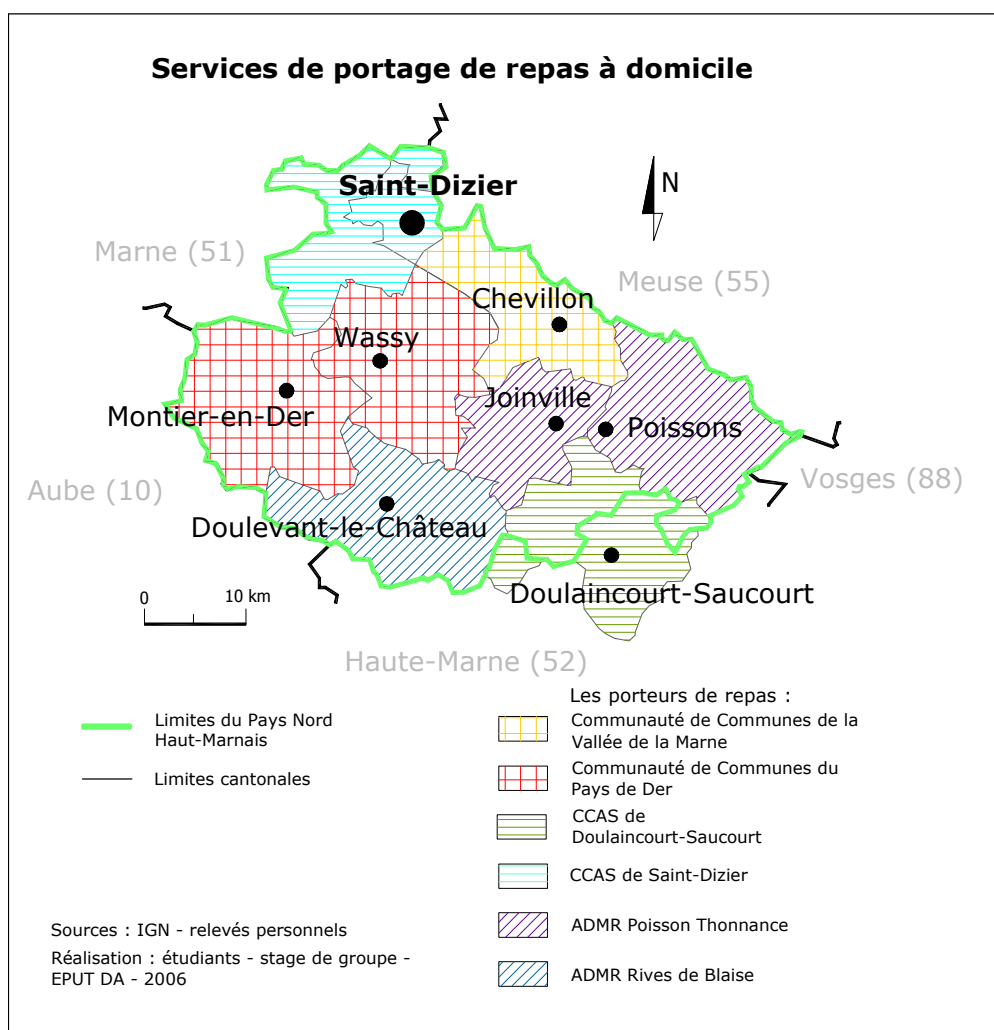 Services de portage de repas à domicile
Saint-Dizier
N
Marne (51)
Meuse (55)
Chevillon
Wassy
Joinville
Montier-en-Der
Poissons
Aube (10)
Vosges (88)
Doulevant-le-Château
Doulaincourt-Saucourt
0 10 km
Haute-Marne (52)
Limites du Pays Nord
Haut-Marnais
Limites cantonales
Les porteurs de repas :
Communauté de Communes de la
Vallée de la Marne
Communauté de Communes du
Pays de Der
CCAS de
Doulaincourt-Saucourt
CCAS de Saint-Dizier
ADMR Poisson Thonnance
ADMR Rives de Blaise
Sources : IGN - relevés personnels
Réalisation : étudiants - stage de groupe -
EPUT DA - 2006